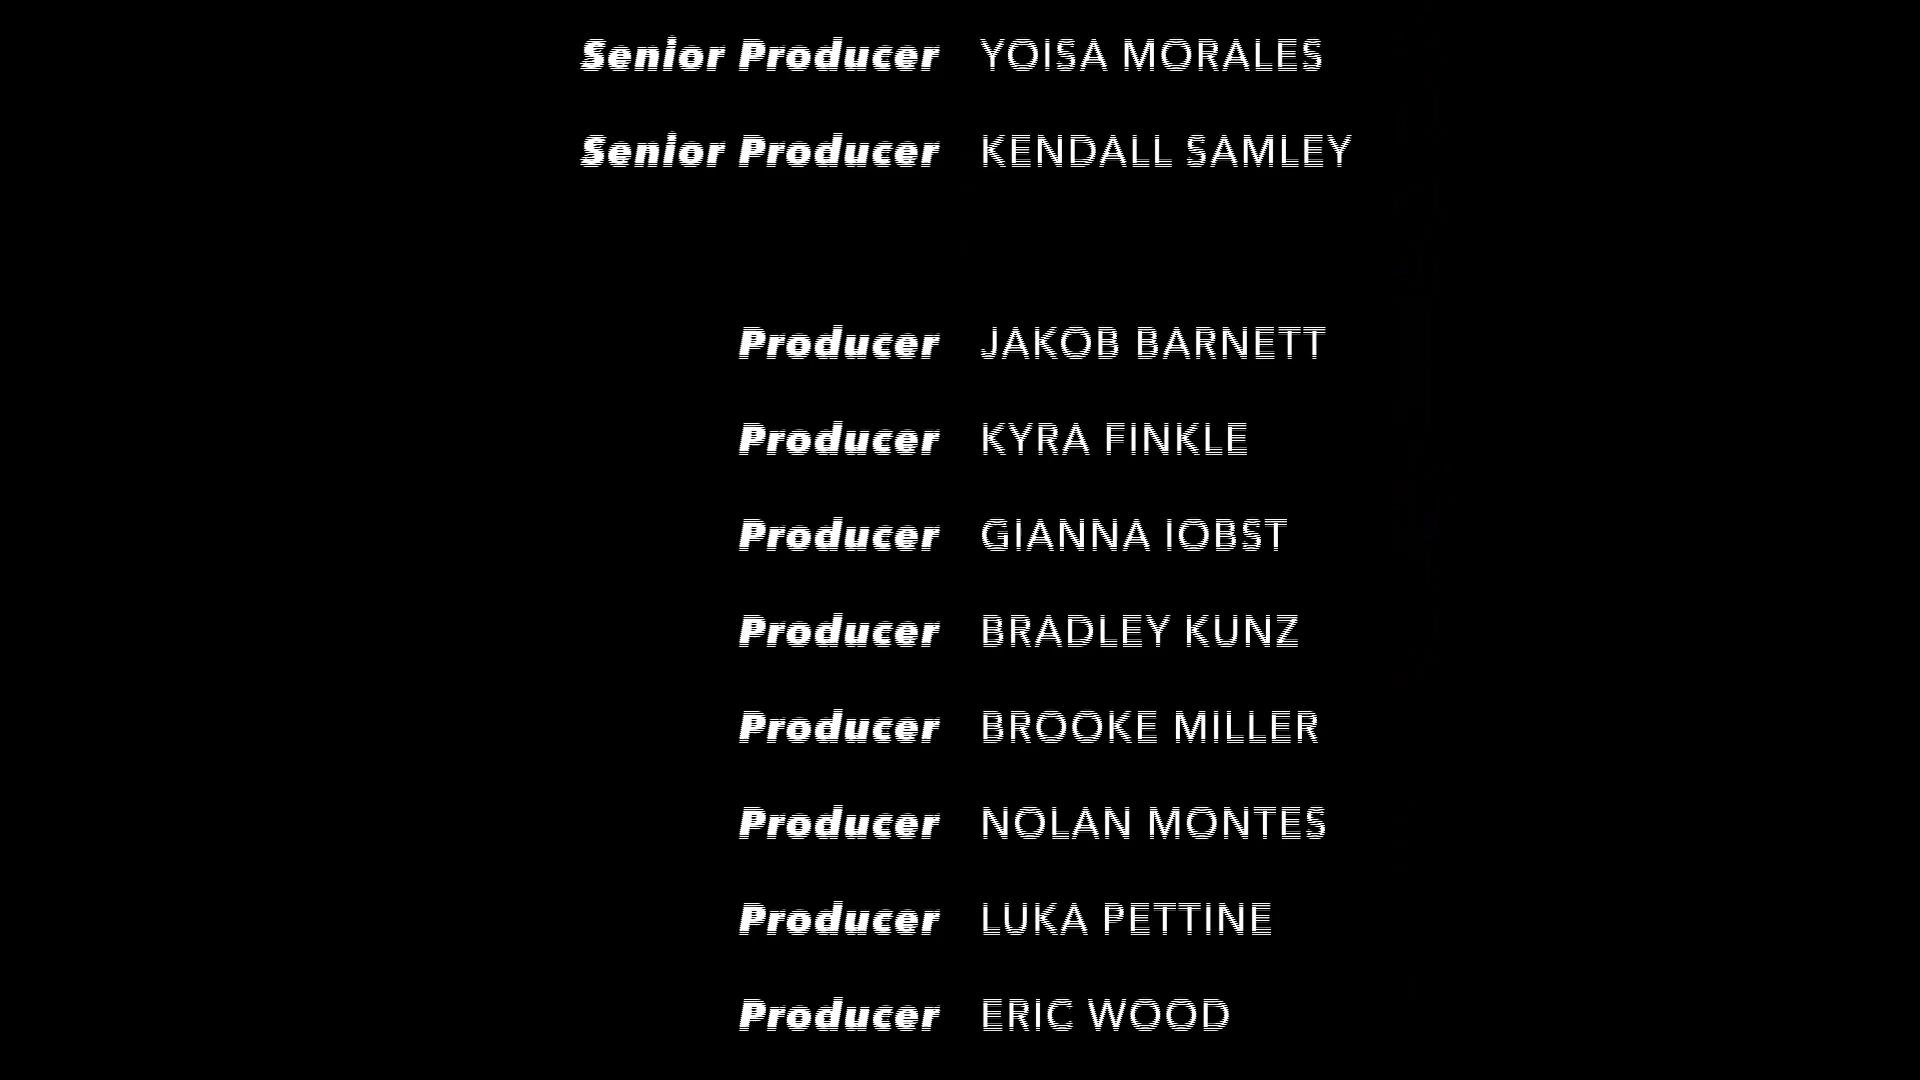 Senior Producer YOISA MORALES
Senior Producer KENDALL SAMLEY
Producer JAKOB BARNETT
Producer KYRA FINKLE
Producer GIANNA IOBST
Producer BRADLEY KUNZ
Producer BROOKE MILLER
Producer NOLAN MONTES
Producer LUKA PETTINE
Producer ERIC WOOD